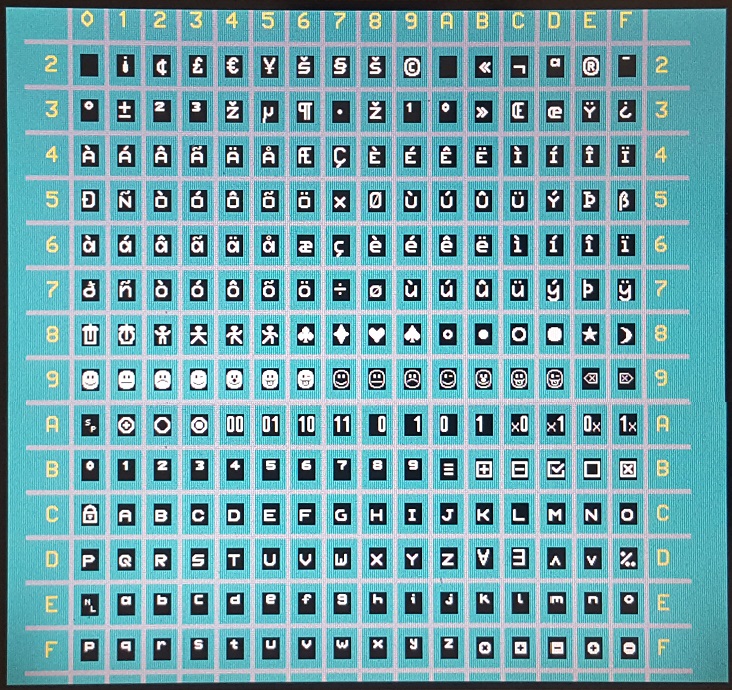 0 1 2 3 4 5 6 7 8 9 A B C D E F
2 ¡ ¢ £ € ¥ Š § š © « ¬ ª ® ¯ 2
3 ° ± ² ³ Ž µ ¶ · ž ¹ º » Œ œ Ÿ ¿ 3
4 À Á Â Ã Ä Å Æ Ç È É Ê Ë Ì Í Î Ï 4
5 Ð Ñ Ò Ó Ô Õ Ö × Ø Ù Ú Û Ü Ý Þ ß 5
6 à á â ã ä å æ ç è é ê ë ì í î ï 6
7 ð ñ ò ó ô õ ö ÷ ø ù ú û ü ý þ ÿ 7
8 ♠ ♦ ♥ ♠ ● ○ ● ★ ☽ 8
9 ⌫ ⌦ 9
A SP ○ 00 01 10 11 0 1 0 1 x0 x1 0x 1x A
B 0 1 2 3 4 5 6 7 8 9 ≡ ⊞ ⊟ ☑ □ ☒ B
C 🔒 A B C D E F G H I J K L M N O C
D P Q R S T U V W X Y Z ∀ ∃ ∧ ∨ ⁒ D
E NL a b c d e f g h i j k l m n o E
F p q r s t u v w x y z ⊠ ⊞ ⊟ ⊕ ⊖ F